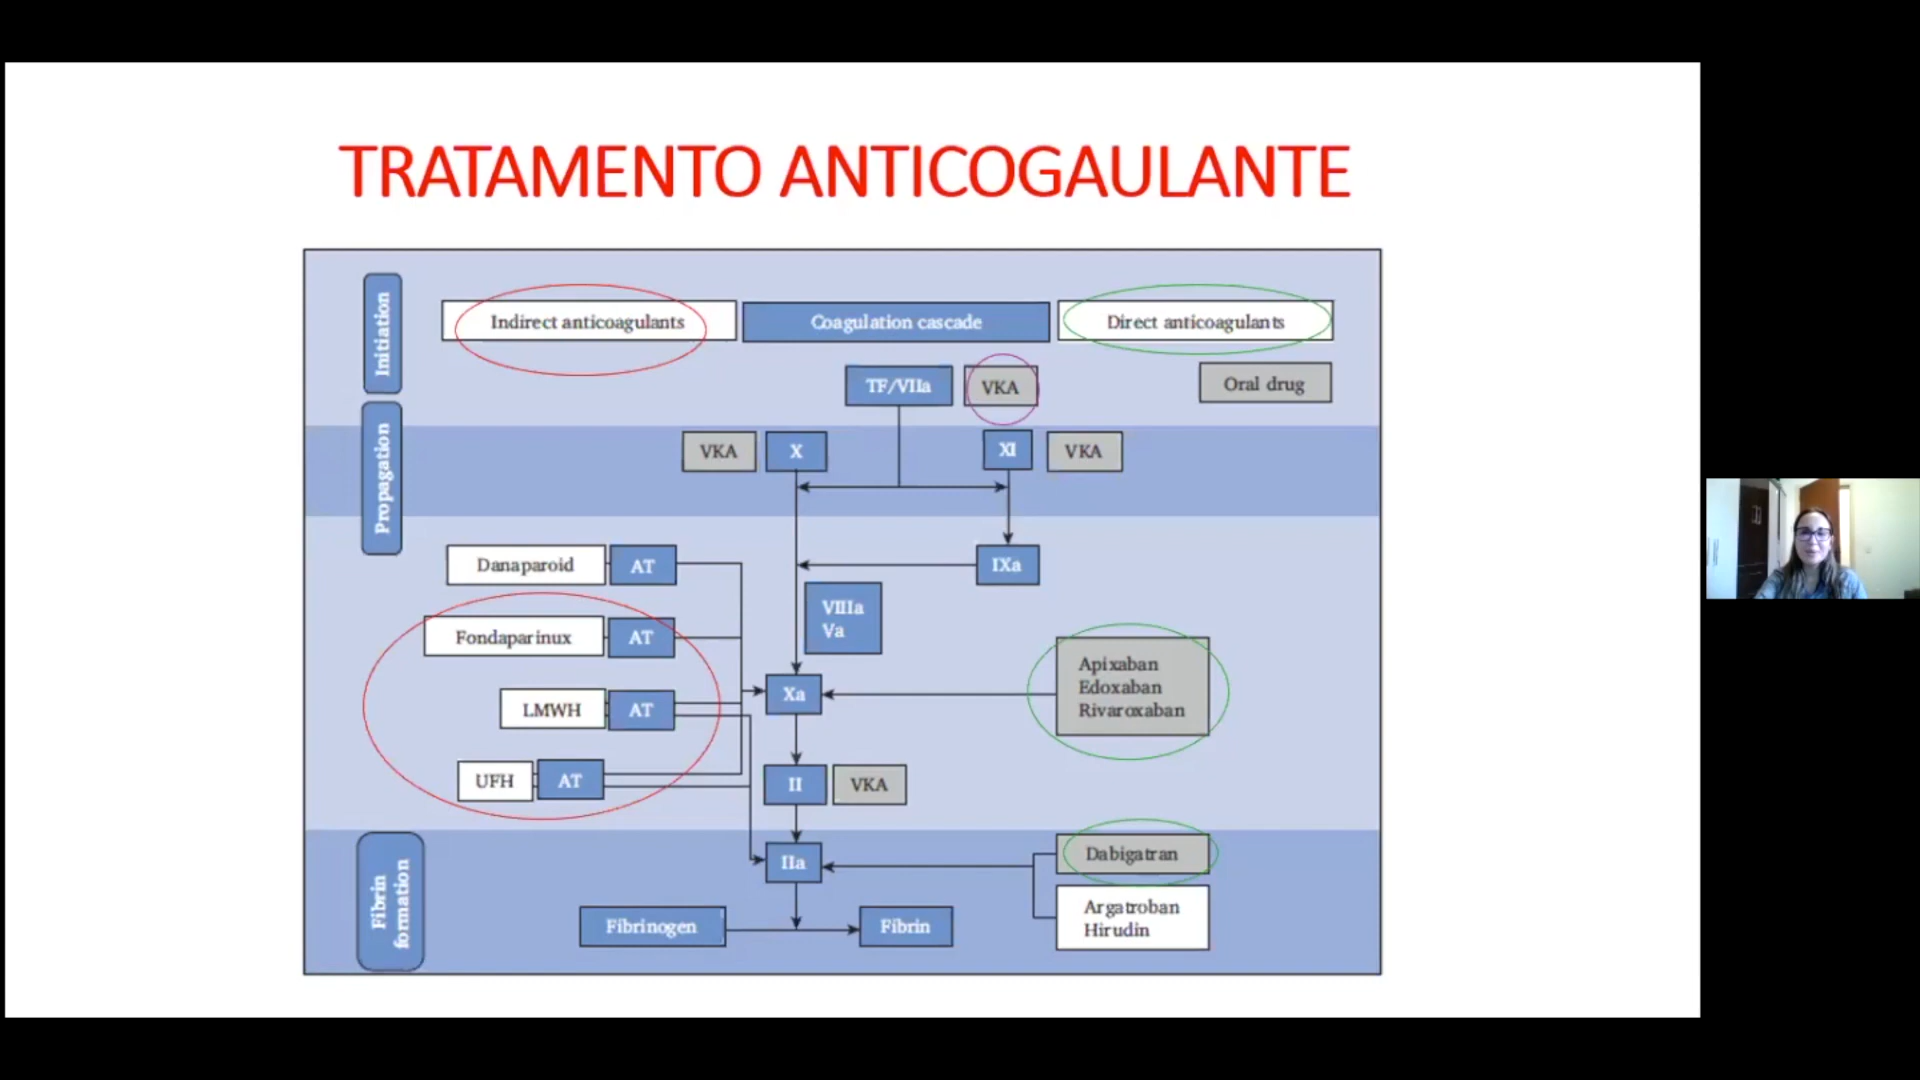 TRATAMENTO ANTICOGAULANTE
Initiation
Indirect anticoagulants
Coagulation cascade
Direct anticoagulants
TF/VIIa
VKA
Oral drug
Propagation
VKA
X
XI
VKA
Danaparoid
AT
IXa
VIIIa
Va
Fondaparinux
AT
Apixaban
Edoxaban
Rivaroxaban
Xa
LMWH
AT
UFH
AT
II
VKA
Fibrin
formation
IIa
Dabigatran
Argatroban
Hirudin
Fibrinogen
Fibrin